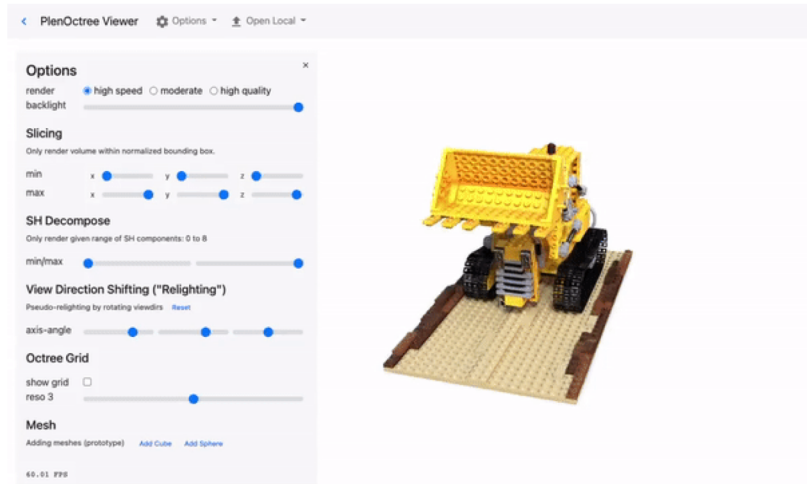 PlenOctree Viewer Options Open Local
Options
render high speed moderate high quality
backlight
Slicing
Only render volume within normalized bounding box.
min x y z
max x y z
SH Decompose
Only render given range of SH components: 0 to 8
min/max
View Direction Shifting ("Relighting")
Pseudo-relighting by rotating viewdirs Reset
axis-angle
Octree Grid
show grid
reso 3
Mesh
Adding meshes (prototype) Add Cube Add Sphere
60.01 FPS